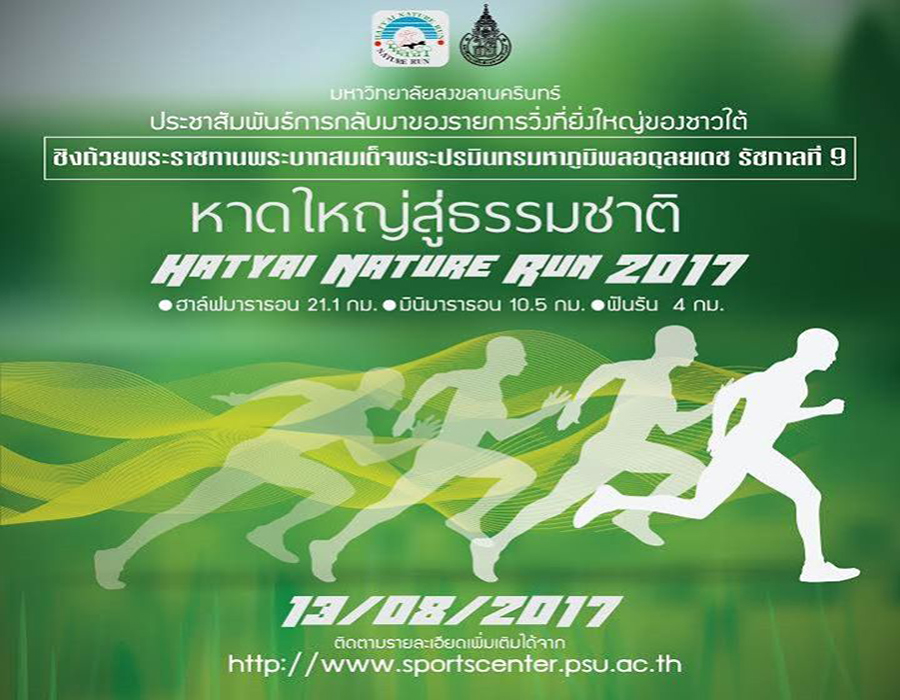 HATYAI NATURE RUN
NATURE RUN
มหาวิทยาลัยสงขลานครินทร์
ประชาสัมพันธ์การกลับมาของรายการวิ่งที่ยิ่งใหญ่ของชาวใต้
ชิงถ้วยพระราชทานพระบาทสมเด็จพระปรมินทรมหาภูมิพลอดุลยเดช รัชกาลที่ 9
หาดใหญ่สู่ธรรมชาติ
HATYAI NATURE RUN 2017
●ฮาล์ฟมาราธอน 21.1 กม. ●มินิมาราธอน 10.5 กม. ●ฟันรัน 4 กม.
13/08/2017
ติดตามรายละเอียดเพิ่มเติมได้จาก
http://www.sportscenter.psu.ac.th